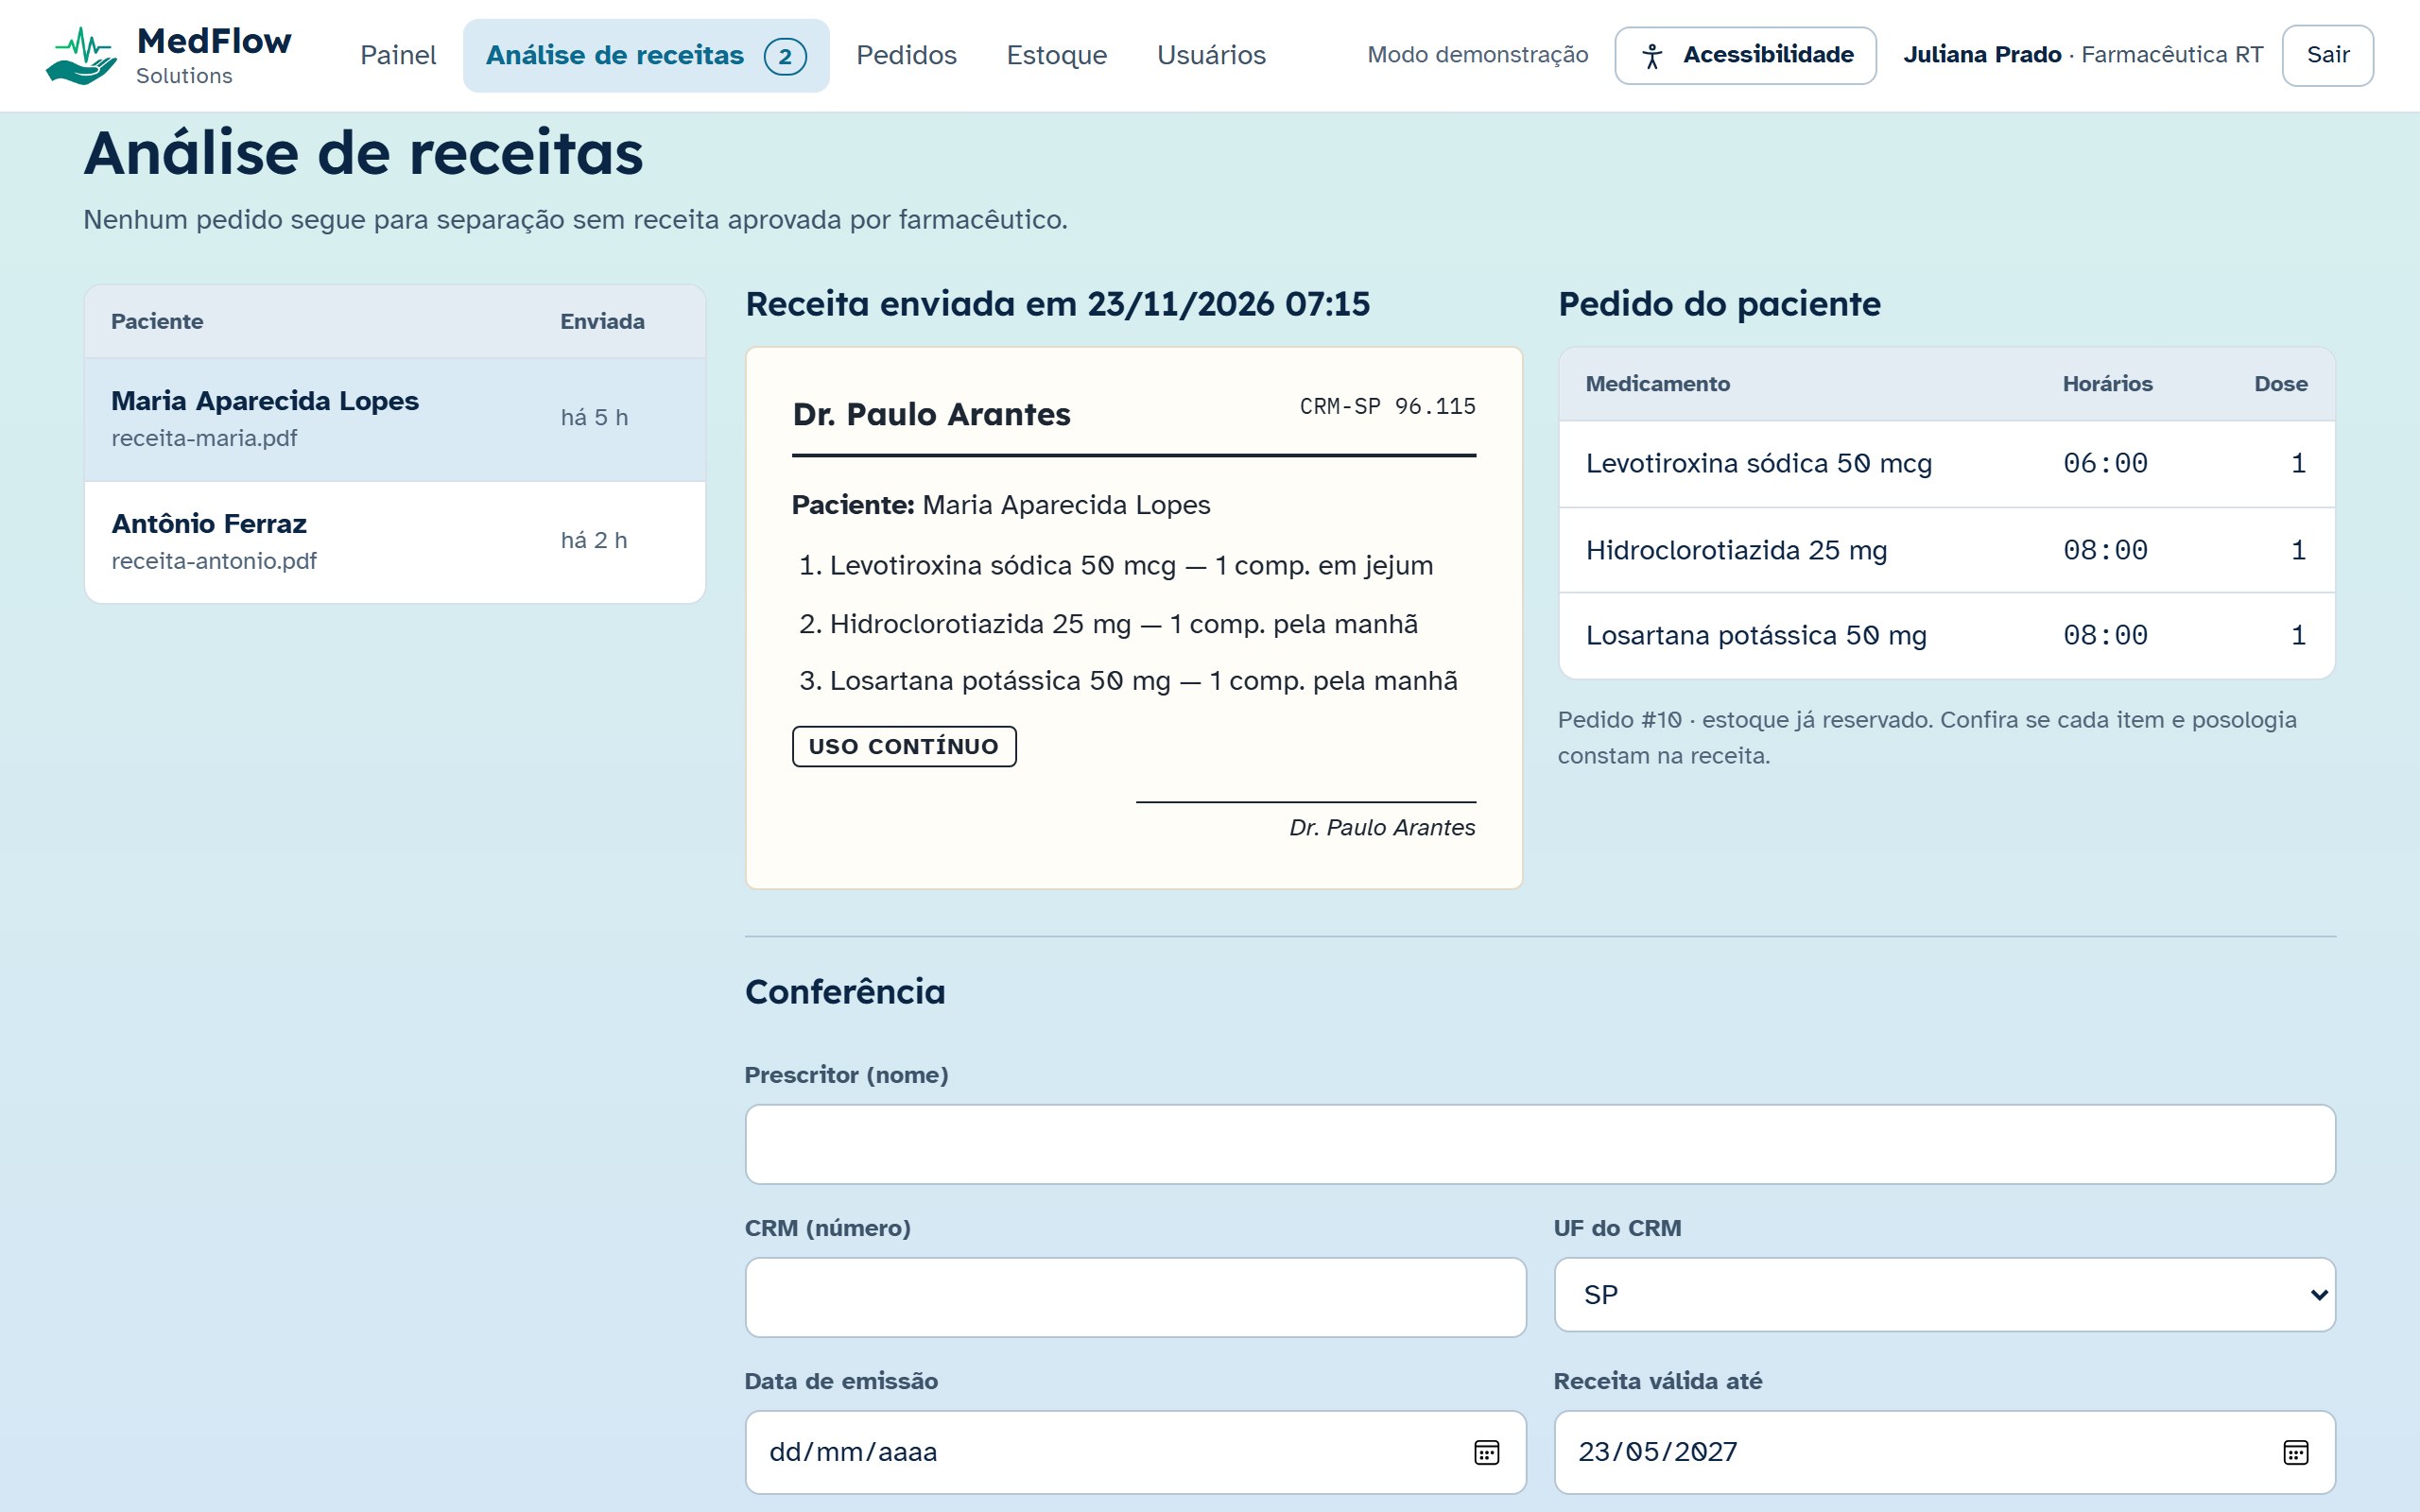 MedFlow
Solutions
Painel
Análise de receitas 2
Pedidos
Estoque
Usuários
Modo demonstração
Acessibilidade
Juliana Prado · Farmacêutica RT
Sair
Análise de receitas
Nenhum pedido segue para separação sem receita aprovada por farmacêutico.
Paciente Enviada
Maria Aparecida Lopes
receita-maria.pdf
há 5 h
Antônio Ferraz
receita-antonio.pdf
há 2 h
Receita enviada em 23/11/2026 07:15
Dr. Paulo Arantes CRM-SP 96.115
Paciente: Maria Aparecida Lopes
1. Levotiroxina sódica 50 mcg — 1 comp. em jejum
2. Hidroclorotiazida 25 mg — 1 comp. pela manhã
3. Losartana potássica 50 mg — 1 comp. pela manhã
USO CONTÍNUO
Dr. Paulo Arantes
Pedido do paciente
Medicamento Horários Dose
Levotiroxina sódica 50 mcg 06:00 1
Hidroclorotiazida 25 mg 08:00 1
Losartana potássica 50 mg 08:00 1
Pedido #10 · estoque já reservado. Confira se cada item e posologia
constam na receita.
Conferência
Prescritor (nome)
CRM (número)
UF do CRM
SP
Data de emissão
dd/mm/aaaa
Receita válida até
23/05/2027